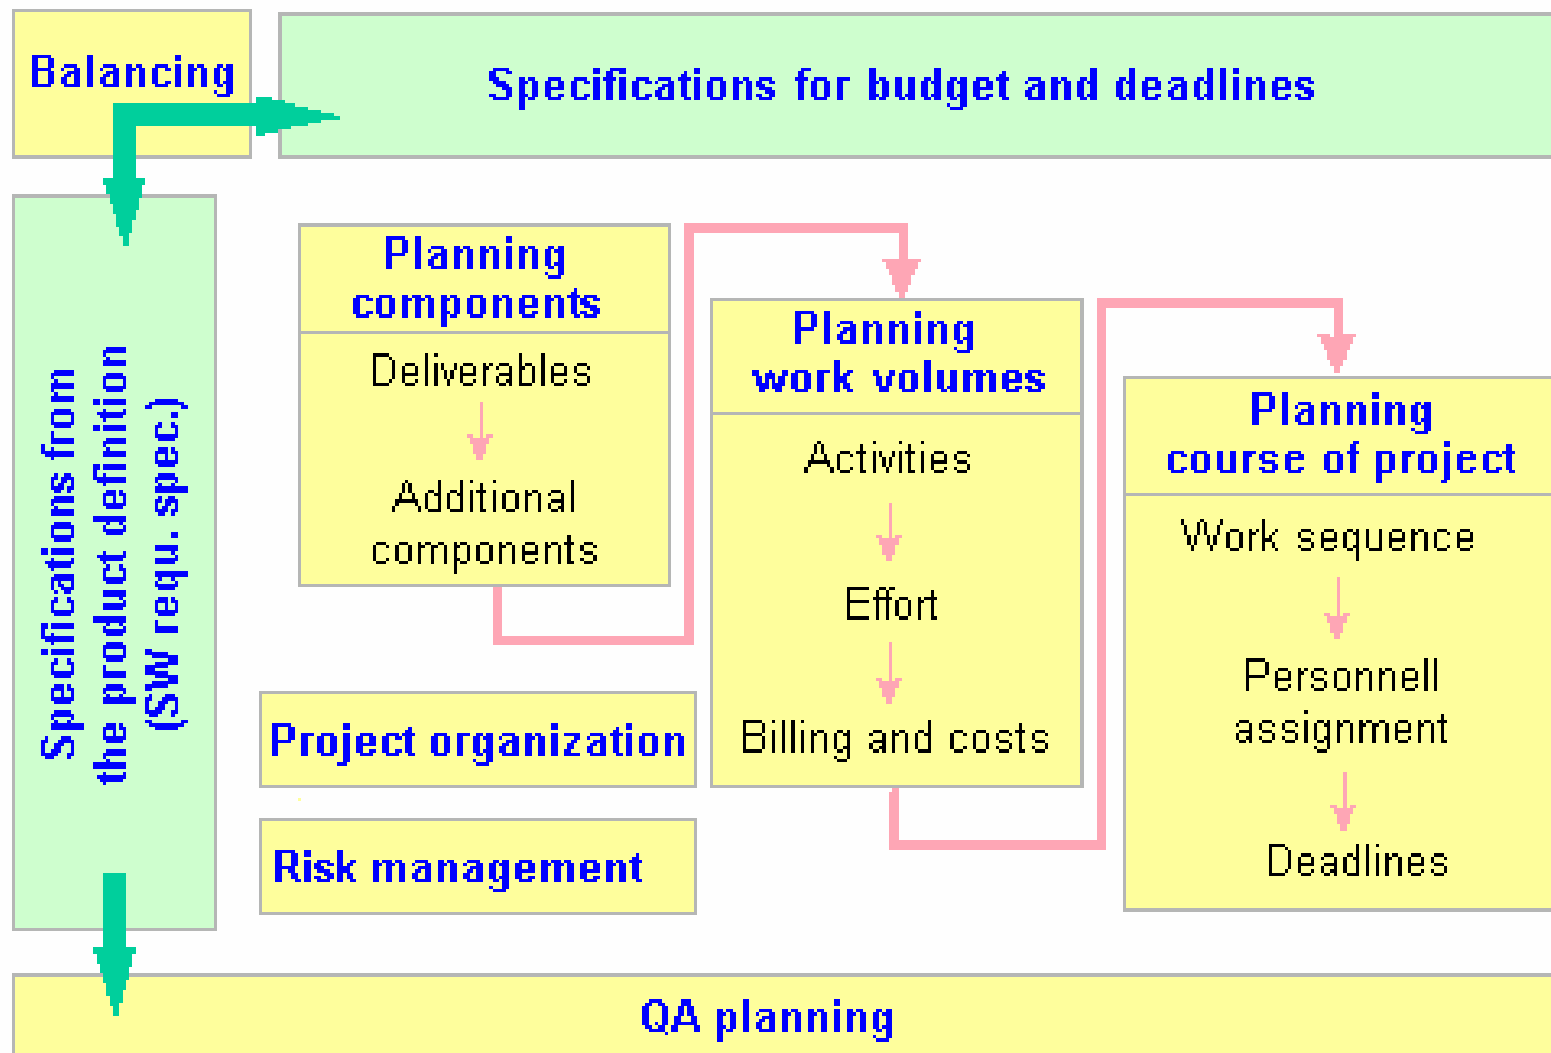 Balancing
Specifications for budget and deadlines
Specifications from
the product definition
(SW requ. spec.)
Planning
components
Deliverables
Additional
components
Planning
work volumes
Activities
Effort
Billing and costs
Planning
course of project
Work sequence
Personnell
assignment
Deadlines
Project organization
Risk management
QA planning